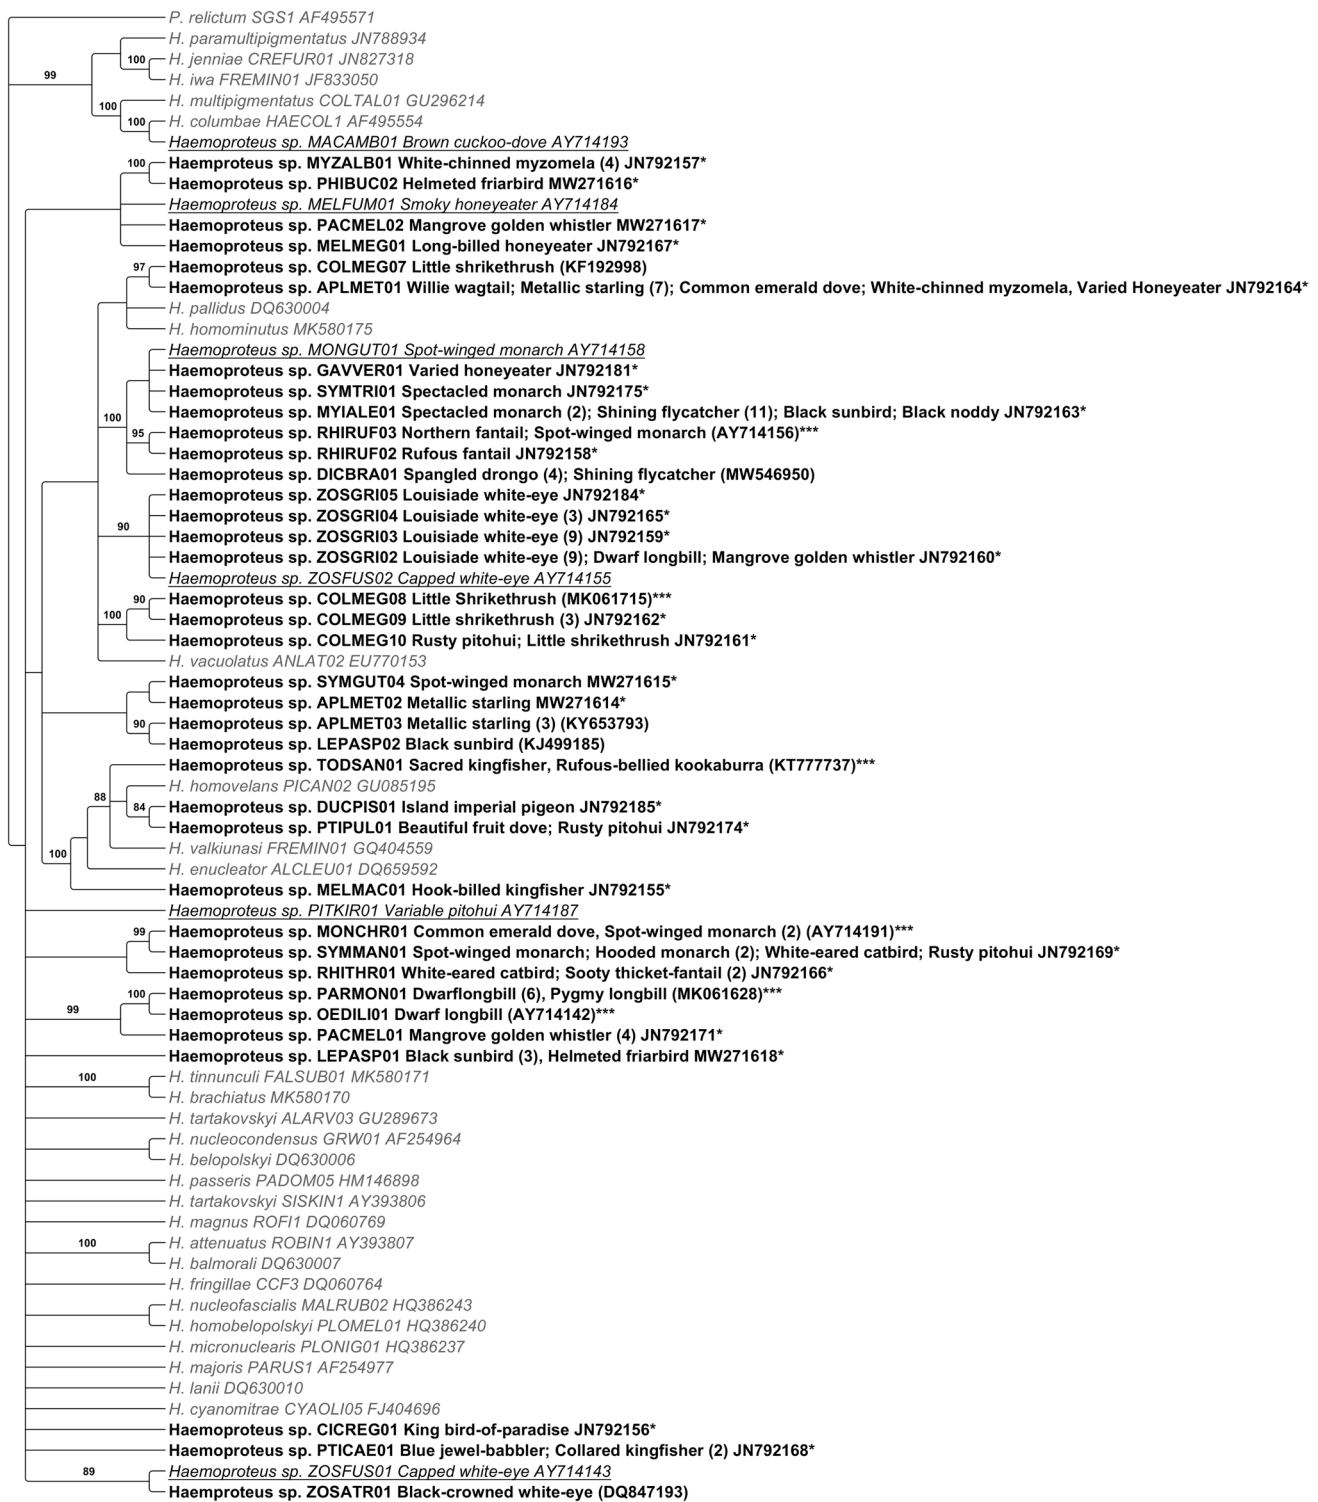 P. relictum SGS1 AF495571
H. paramultipigmentatus JN788934
100 H. jenniae CREFUR01 JN827318
99
H. iwa FREMIN01 JF833050
100 H. multipigmentatus COLTAL01 GU296214
100 H. columbae HAECOL1 AF495554
Haemoproteus sp. MACAMB01 Brown cuckoo-dove AY714193
100 Haemproteus sp. MYZALB01 White-chinned myzomela (4) JN792157*
Haemoproteus sp. PHIBUC02 Helmeted friarbird MW271616*
Haemoproteus sp. MELFUM01 Smoky honeyeater AY714184
Haemoproteus sp. PACMEL02 Mangrove golden whistler MW271617*
Haemoproteus sp. MELMEG01 Long-billed honeyeater JN792167*
97 Haemoproteus sp. COLMEG07 Little shrikethrush (KF192998)
Haemoproteus sp. APLMET01 Willie wagtail; Metallic starling (7); Common emerald dove; White-chinned myzomela, Varied Honeyeater JN792164*
H. pallidus DQ630004
H. homominutus MK580175
Haemoproteus sp. MONGUT01 Spot-winged monarch AY714158
Haemoproteus sp. GAVVER01 Varied honeyeater JN792181*
Haemoproteus sp. SYMTRI01 Spectacled monarch JN792175*
100 Haemoproteus sp. MYIALE01 Spectacled monarch (2); Shining flycatcher (11); Black sunbird; Black noddy JN792163*
95 Haemoproteus sp. RHIRUF03 Northern fantail; Spot-winged monarch (AY714156)***
Haemoproteus sp. RHIRUF02 Rufous fantail JN792158*
Haemoproteus sp. DICBRA01 Spangled drongo (4); Shining flycatcher (MW546950)
Haemoproteus sp. ZOSGRI05 Louisiade white-eye JN792184*
Haemoproteus sp. ZOSGRI04 Louisiade white-eye (3) JN792165*
90 Haemoproteus sp. ZOSGRI03 Louisiade white-eye (9) JN792159*
Haemoproteus sp. ZOSGRI02 Louisiade white-eye (9); Dwarf longbill; Mangrove golden whistler JN792160*
Haemoproteus sp. ZOSFUS02 Capped white-eye AY714155
90 Haemoproteus sp. COLMEG08 Little Shrikethrush (MK061715)***
100 Haemoproteus sp. COLMEG09 Little shrikethrush (3) JN792162*
Haemoproteus sp. COLMEG10 Rusty pitohui; Little shrikethrush JN792161*
H. vacuolatus ANLAT02 EU770153
Haemoproteus sp. SYMGUT04 Spot-winged monarch MW271615*
Haemoproteus sp. APLMET02 Metallic starling MW271614*
90 Haemoproteus sp. APLMET03 Metallic starling (3) (KY653793)
Haemoproteus sp. LEPASP02 Black sunbird (KJ499185)
Haemoproteus sp. TODSAN01 Sacred kingfisher, Rufous-bellied kookaburra (KT777737)***
H. homovelans PICAN02 GU085195
88
84 Haemoproteus sp. DUCPIS01 Island imperial pigeon JN792185*
Haemoproteus sp. PTIPUL01 Beautiful fruit dove; Rusty pitohui JN792174*
H. valkiunasi FREMIN01 GQ404559
100
H. enucleator ALCLEU01 DQ659592
Haemoproteus sp. MELMAC01 Hook-billed kingfisher JN792155*
Haemoproteus sp. PITKIR01 Variable pitohui AY714187
99 Haemoproteus sp. MONCHR01 Common emerald dove, Spot-winged monarch (2) (AY714191)***
Haemoproteus sp. SYMMAN01 Spot-winged monarch; Hooded monarch (2); White-eared catbird; Rusty pitohui JN792169*
Haemoproteus sp. RHITHR01 White-eared catbird; Sooty thicket-fantail (2) JN792166*
100 Haemoproteus sp. PARMON01 Dwarflongbill (6), Pygmy longbill (MK061628)***
99 Haemoproteus sp. OEDILI01 Dwarf longbill (AY714142)***
Haemoproteus sp. PACMEL01 Mangrove golden whistler (4) JN792171*
Haemoproteus sp. LEPASP01 Black sunbird (3), Helmeted friarbird MW271618*
100 H. tinnunculi FALSUB01 MK580171
H. brachiatus MK580170
H. tartakovskyi ALARV03 GU289673
H. nucleocondensus GRW01 AF254964
H. belopolskyi DQ630006
H. passeris PADOM05 HM146898
H. tartakovskyi SISKIN1 AY393806
H. magnus ROFI1 DQ060769
100 H. attenuatus ROBIN1 AY393807
H. balmorali DQ630007
H. fringillae CCF3 DQ060764
H. nucleofascialis MALRUB02 HQ386243
H. homobelopolskyi PLOMEL01 HQ386240
H. micronuclearis PLONIG01 HQ386237
H. majoris PARUS1 AF254977
H. lanii DQ630010
H. cyanomitrae CYAOLI05 FJ404696
Haemoproteus sp. CICREG01 King bird-of-paradise JN792156*
Haemoproteus sp. PTICAE01 Blue jewel-babbler; Collared kingfisher (2) JN792168*
89 Haemoproteus sp. ZOSFUS01 Capped white-eye AY714143
Haemproteus sp. ZOSATR01 Black-crowned white-eye (DQ847193)